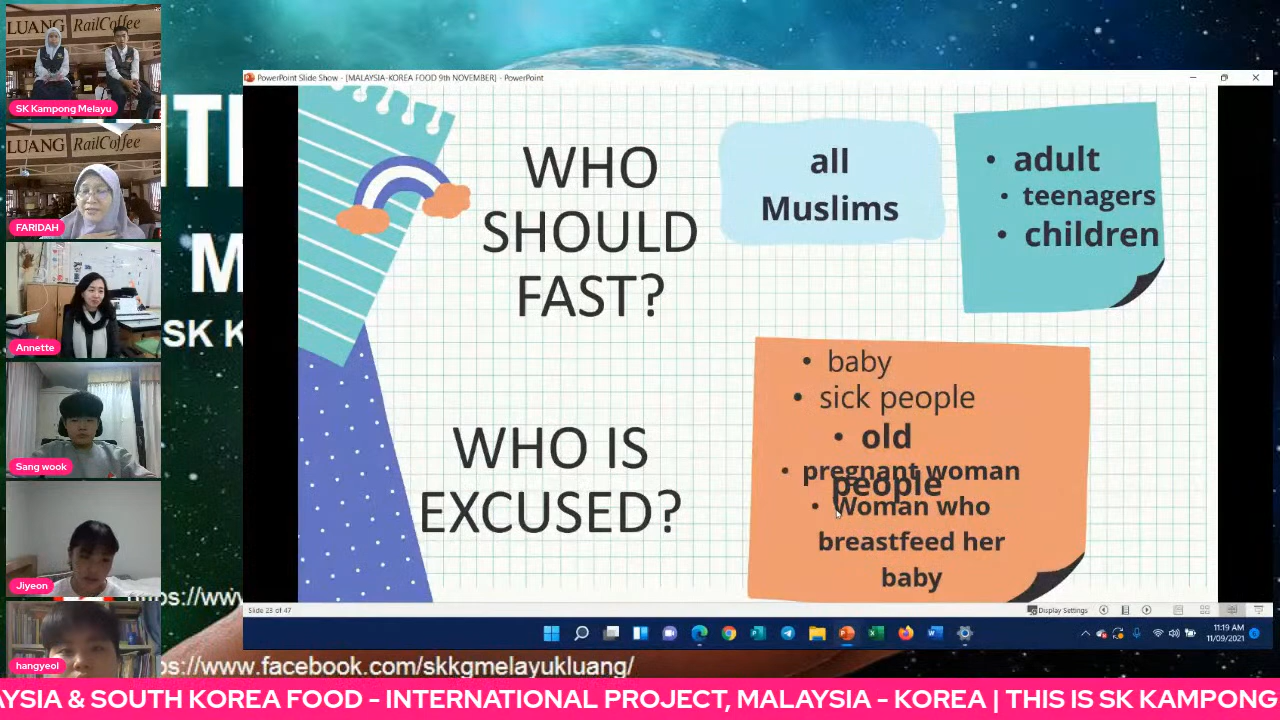 LUANG RailCoffee
SK Kampong Melayu
LUANG RailCoffee
FARIDAH
Annette
Sang wook
Jiyeon
hangyeol
M
SK K
https://www.facebook.com/skkgmelayukluang/
PowerPoint Slide Show - [MALAYSIA-KOREA FOOD 9th NOVEMBER] - PowerPoint
WHO
SHOULD
FAST?
all
Muslims
• adult
• teenagers
• children
WHO IS
EXCUSED?
• baby
• sick people
• old
people
• pregnant woman
• Woman who
breastfeed her
baby
Slide 23 of 47
Display Settings
11:19 AM
11/09/2021
AYSIA & SOUTH KOREA FOOD - INTERNATIONAL PROJECT, MALAYSIA - KOREA | THIS IS SK KAMPONG